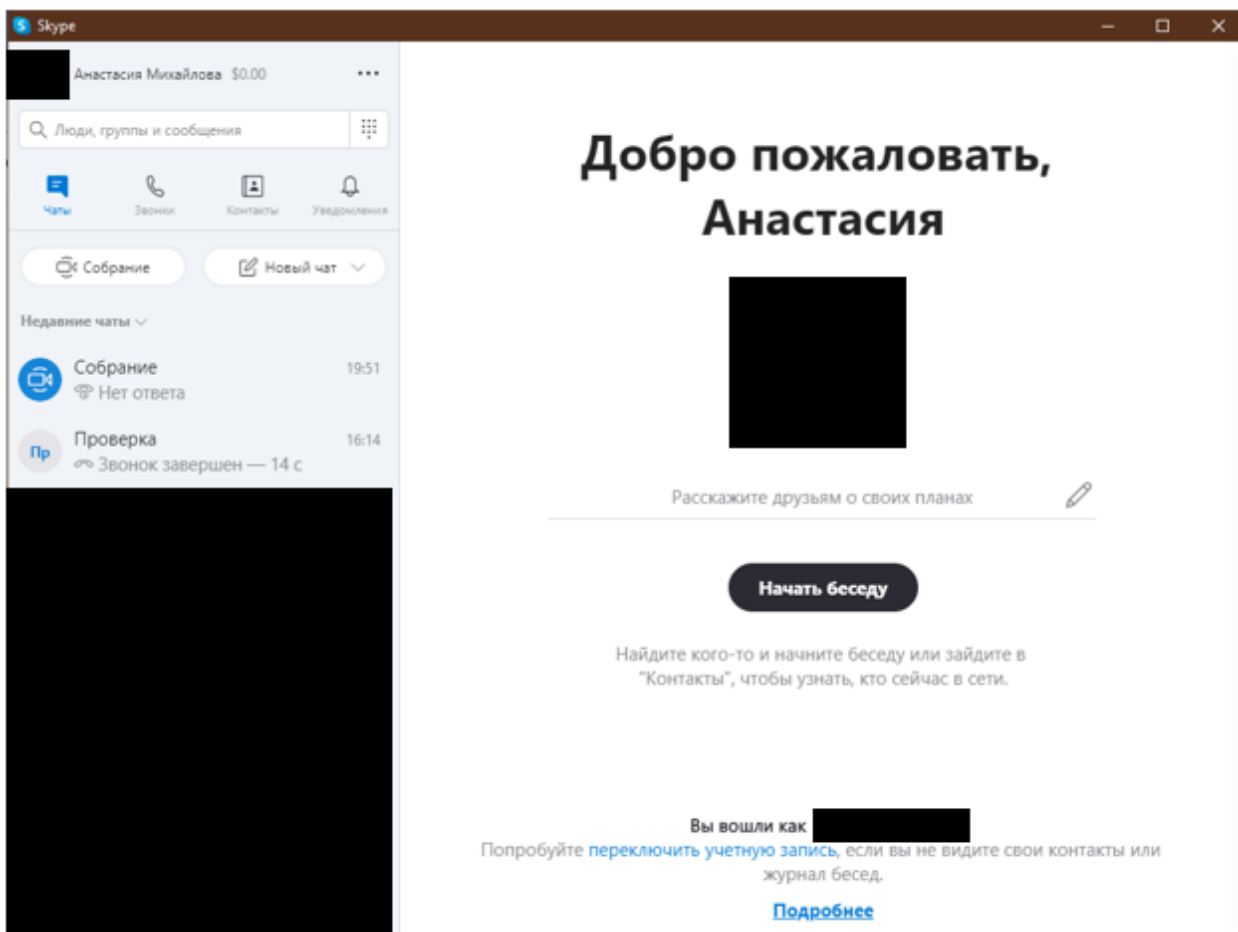 Skype
Анастасия Михайлова $0.00
Люди, группы и сообщения
Чаты Звонки Контакты Уведомления
Собрание Новый чат
Недавние чаты
Собрание 19:51
Нет ответа
Пр Проверка 16:14
Звонок завершен — 14 с
Добро пожаловать,
Анастасия
Расскажите друзьям о своих планах
Начать беседу
Найдите кого-то и начните беседу или зайдите в
"Контакты", чтобы узнать, кто сейчас в сети.
Вы вошли как
Попробуйте переключить учетную запись, если вы не видите свои контакты или
журнал бесед.
Подробнее